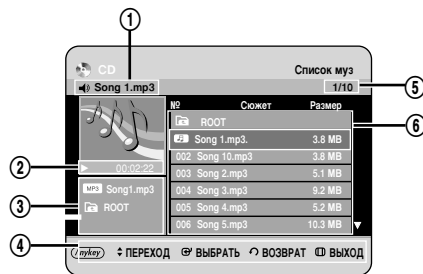 ①
CD Список муз
Song 1.mp3 1/10 ⑤
№ Сюжет Размер
ROOT ⑥
Song 1.mp3. 3.8 MB
002 Song 10.mp3 3.8 MB
② 00:02:22
003 Song 2.mp3 5.1 MB
MP3 Song1.mp3
004 Song 3.mp3 9.2 MB
③ ROOT
005 Song 4.mp3 5.2 MB
006 Song 5.mp3 10.3 MB
④ Anykey ПЕРЕХОД ВЫБРАТЬ ВОЗВРАТ ВЫХОД